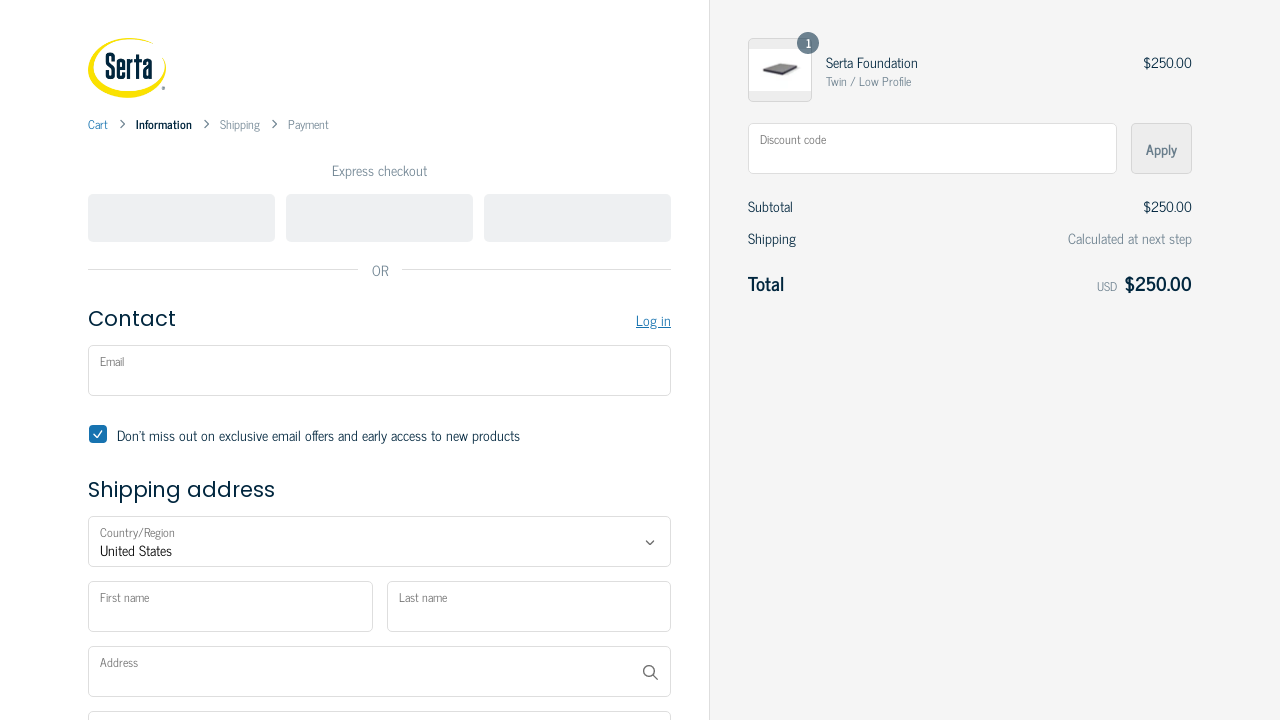 Serta
Cart
Information
Shipping
Payment
Express checkout
OR
Contact
Log in
Email
Don't miss out on exclusive email offers and early access to new products
Shipping address
Country/Region
United States
First name
Last name
Address
1
Serta Foundation
$250.00
Twin / Low Profile
Discount code
Apply
Subtotal
$250.00
Shipping
Calculated at next step
Total
USD $250.00